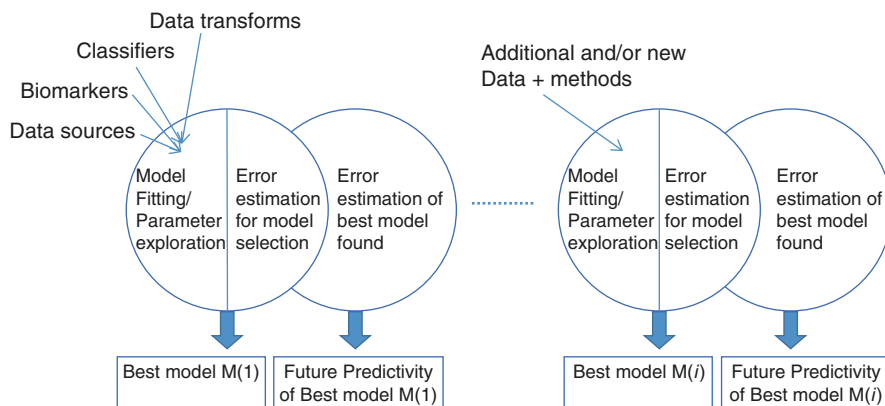 Data transforms
Classifiers
Biomarkers
Data sources
Model
Fitting/
Parameter
exploration
Error
estimation
for model
selection
Error
estimation of
best model
found
Best model M(1)
Future Predictivity
of Best model M(1)
Additional and/or new
Data + methods
Model
Fitting/
Parameter
exploration
Error
estimation
for model
selection
Error
estimation of
best model
found
Best model M(i)
Future Predictivity
of Best model M(i)